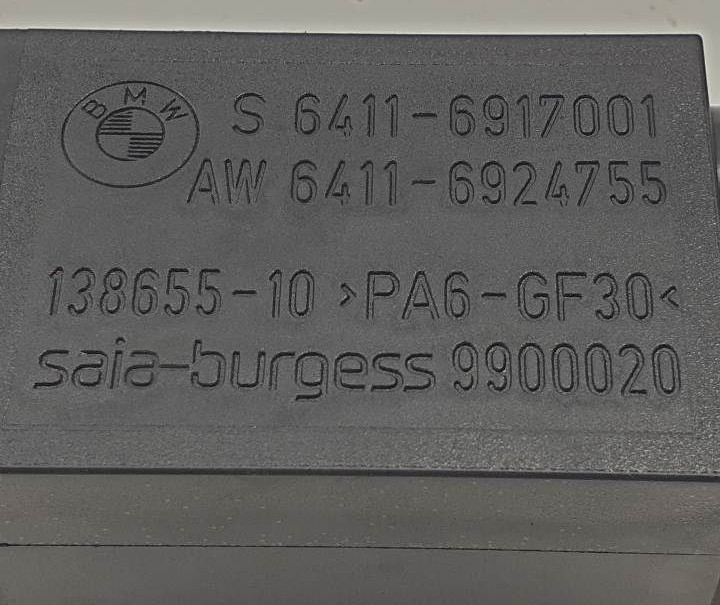 BMW
S 6411-6917001
AW 6411-6924755
138655-10 >PA6-GF30<
saia-burgess 9900020